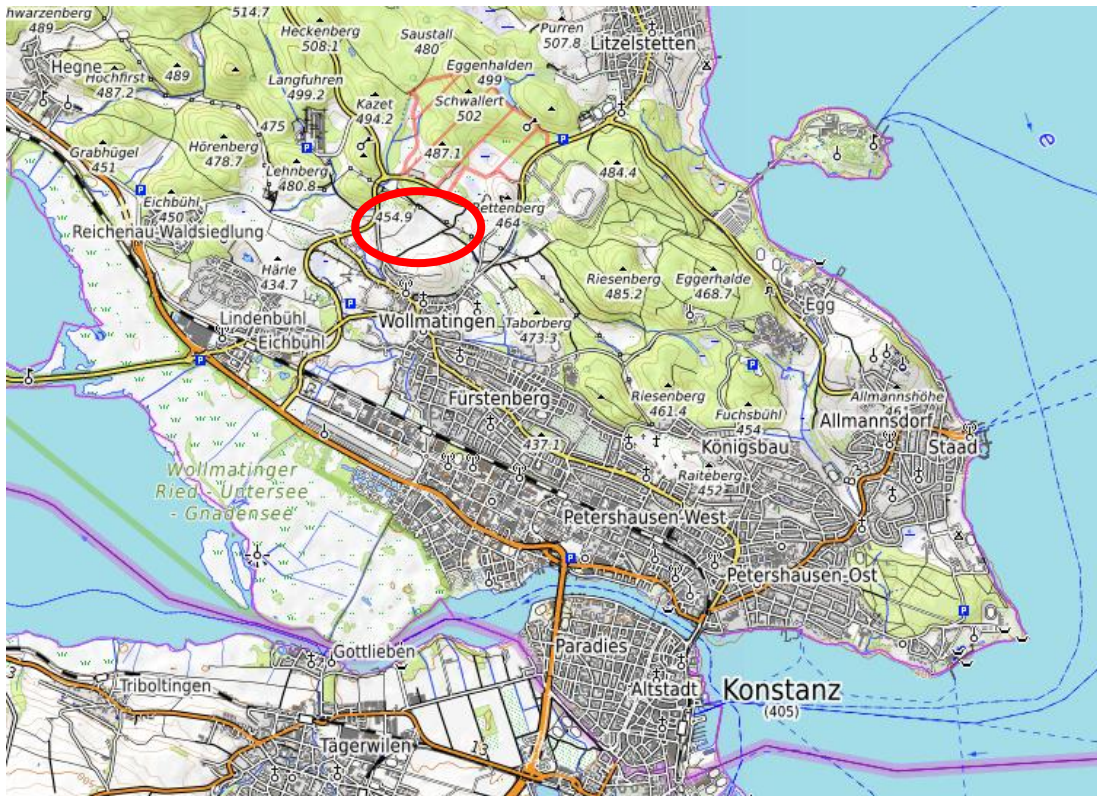 514.7
Heckenberg
508.1
Saustall
480
Purren
507.8
489
Litzelstetten
Hegne
Hochfirst
487.2
489
Langfuhren
499.2
Eggenhalden
499
Kazet
494.2
Schwallert
502
475
Hörenberg
478.7
Grabhügel
451
487.1
Lehnberg
480.8
484.4
Eichbühl
450
454.9
464
Reichenau-Waldsiedlung
Härle
434.7
Riesenberg
485.2
Eggerhalde
468.7
Egg
Lindenbühl
Eichbühl
Wollmatingen
Taborberg
473.3
Fürstenberg
Riesenberg
461.4
Fuchsbühl
454
Allmannshöhe
Allmannsdorf
Staad
437.1
Königsbau
B 33
Raiteberg
452
Wollmatinger
Ried - Untersee
- Gnadensee
Petershausen-West
Petershausen-Ost
Gottlieben
Paradies
Triboltingen
Altstadt
Konstanz
(405)
Tägerwilen
13